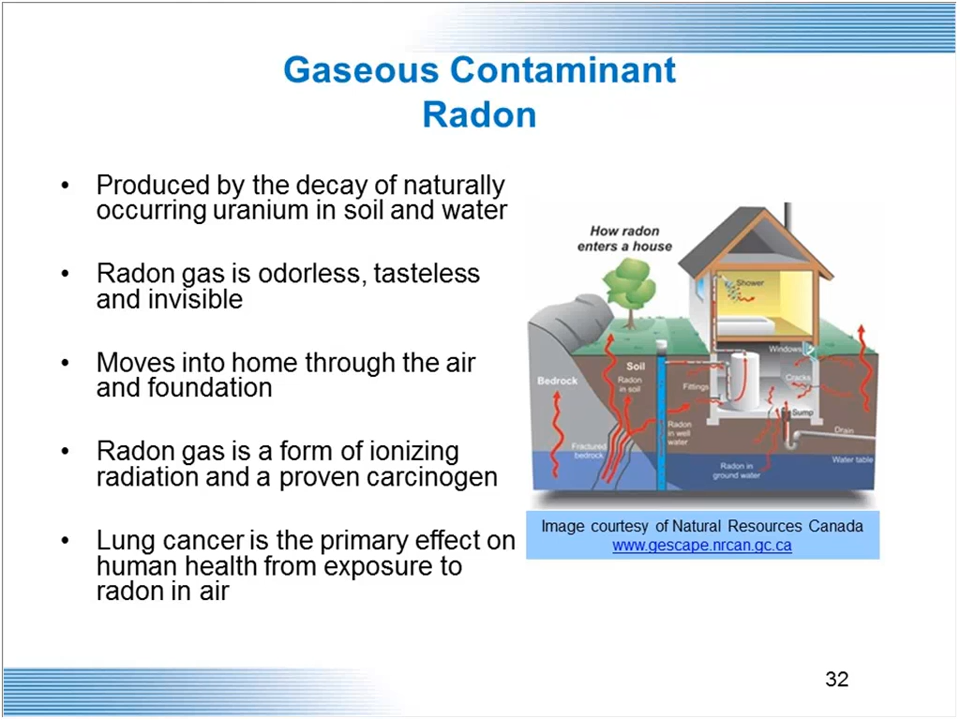 Gaseous Contaminant
Radon
• Produced by the decay of naturally
occurring uranium in soil and water
• Radon gas is odorless, tasteless
and invisible
• Moves into home through the air
and foundation
• Radon gas is a form of ionizing
radiation and a proven carcinogen
• Lung cancer is the primary effect on
human health from exposure to
radon in air
How radon
enters a house
Shower
Windows
Bedrock
Soil
Radon
in soil
Fittings
Cracks
Sump
Radon
in well
water
Drain
Fractured
bedrock
Water table
Radon in
ground water
Image courtesy of Natural Resources Canada
www.gescape.nrcan.gc.ca
32